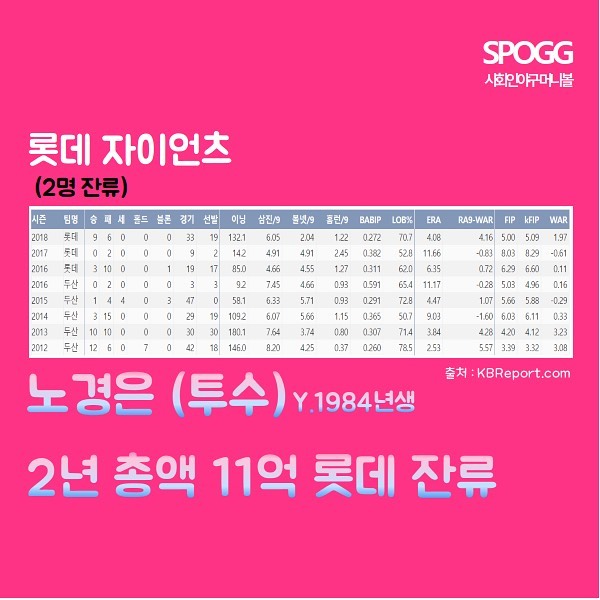 SPOGG
사회인야구머니볼
롯데 자이언츠
(2명 잔류)
시즌 팀명 승 패 세 홀드 블론 경기 선발 이닝 삼진/9 볼넷/9 홈런/9 BABIP LOB% ERA RA9-WAR FIP kFIP WAR
2018 롯데 9 6 0 0 0 33 19 132.1 6.05 2.04 1.22 0.272 70.7 4.08 4.16 5.00 5.09 1.97
2017 롯데 0 2 0 0 0 9 2 14.2 4.91 4.91 2.45 0.382 52.8 11.66 -0.83 8.03 8.29 -0.61
2016 롯데 3 10 0 0 1 19 17 85.0 4.66 4.55 1.27 0.311 62.0 6.35 0.72 6.29 6.60 0.11
2016 두산 0 2 0 0 0 3 3 9.2 7.45 4.66 0.93 0.591 65.4 11.17 -0.28 5.03 4.96 0.16
2015 두산 1 4 4 0 3 47 0 58.1 6.33 5.71 0.93 0.291 72.8 4.47 1.07 5.66 5.88 -0.29
2014 두산 3 15 0 0 0 29 19 109.2 6.07 5.66 1.15 0.365 50.7 9.03 -1.60 6.03 6.11 0.33
2013 두산 10 10 0 0 0 30 30 180.1 7.64 3.74 0.80 0.307 71.4 3.84 4.28 4.20 4.12 3.23
2012 두산 12 6 0 7 0 42 18 146.0 8.20 4.25 0.37 0.260 78.5 2.53 5.57 3.39 3.32 3.08
출처 : KBReport.com
노경은 (투수) Y.1984년생
2년 총액 11억 롯데 잔류